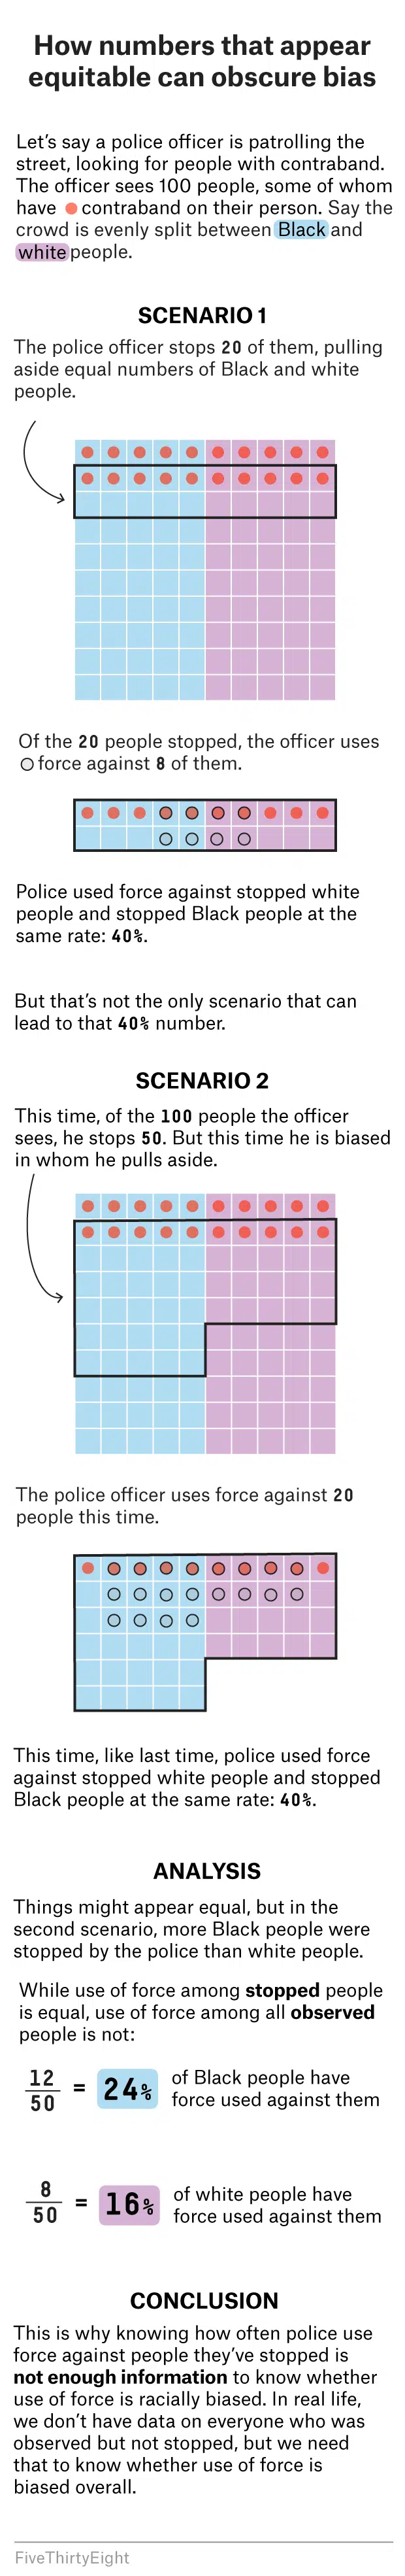 How numbers that appear
equitable can obscure bias
Let’s say a police officer is patrolling the
street, looking for people with contraband.
The officer sees 100 people, some of whom
have contraband on their person. Say the
crowd is evenly split between Black and
white people.
SCENARIO 1
The police officer stops 20 of them, pulling
aside equal numbers of Black and white
people.
Of the 20 people stopped, the officer uses
force against 8 of them.
Police used force against stopped white
people and stopped Black people at the
same rate: 40%.
But that’s not the only scenario that can
lead to that 40% number.
SCENARIO 2
This time, of the 100 people the officer
sees, he stops 50. But this time he is biased
in whom he pulls aside.
The police officer uses force against 20
people this time.
This time, like last time, police used force
against stopped white people and stopped
Black people at the same rate: 40%.
ANALYSIS
Things might appear equal, but in the
second scenario, more Black people were
stopped by the police than white people.
While use of force among stopped people
is equal, use of force among all observed
people is not:
12/50 = 24% of Black people have
force used against them
8/50 = 16% of white people have
force used against them
CONCLUSION
This is why knowing how often police use
force against people they’ve stopped is
not enough information to know whether
use of force is racially biased. In real life,
we don’t have data on everyone who was
observed but not stopped, but we need
that to know whether use of force is
biased overall.
FiveThirtyEight